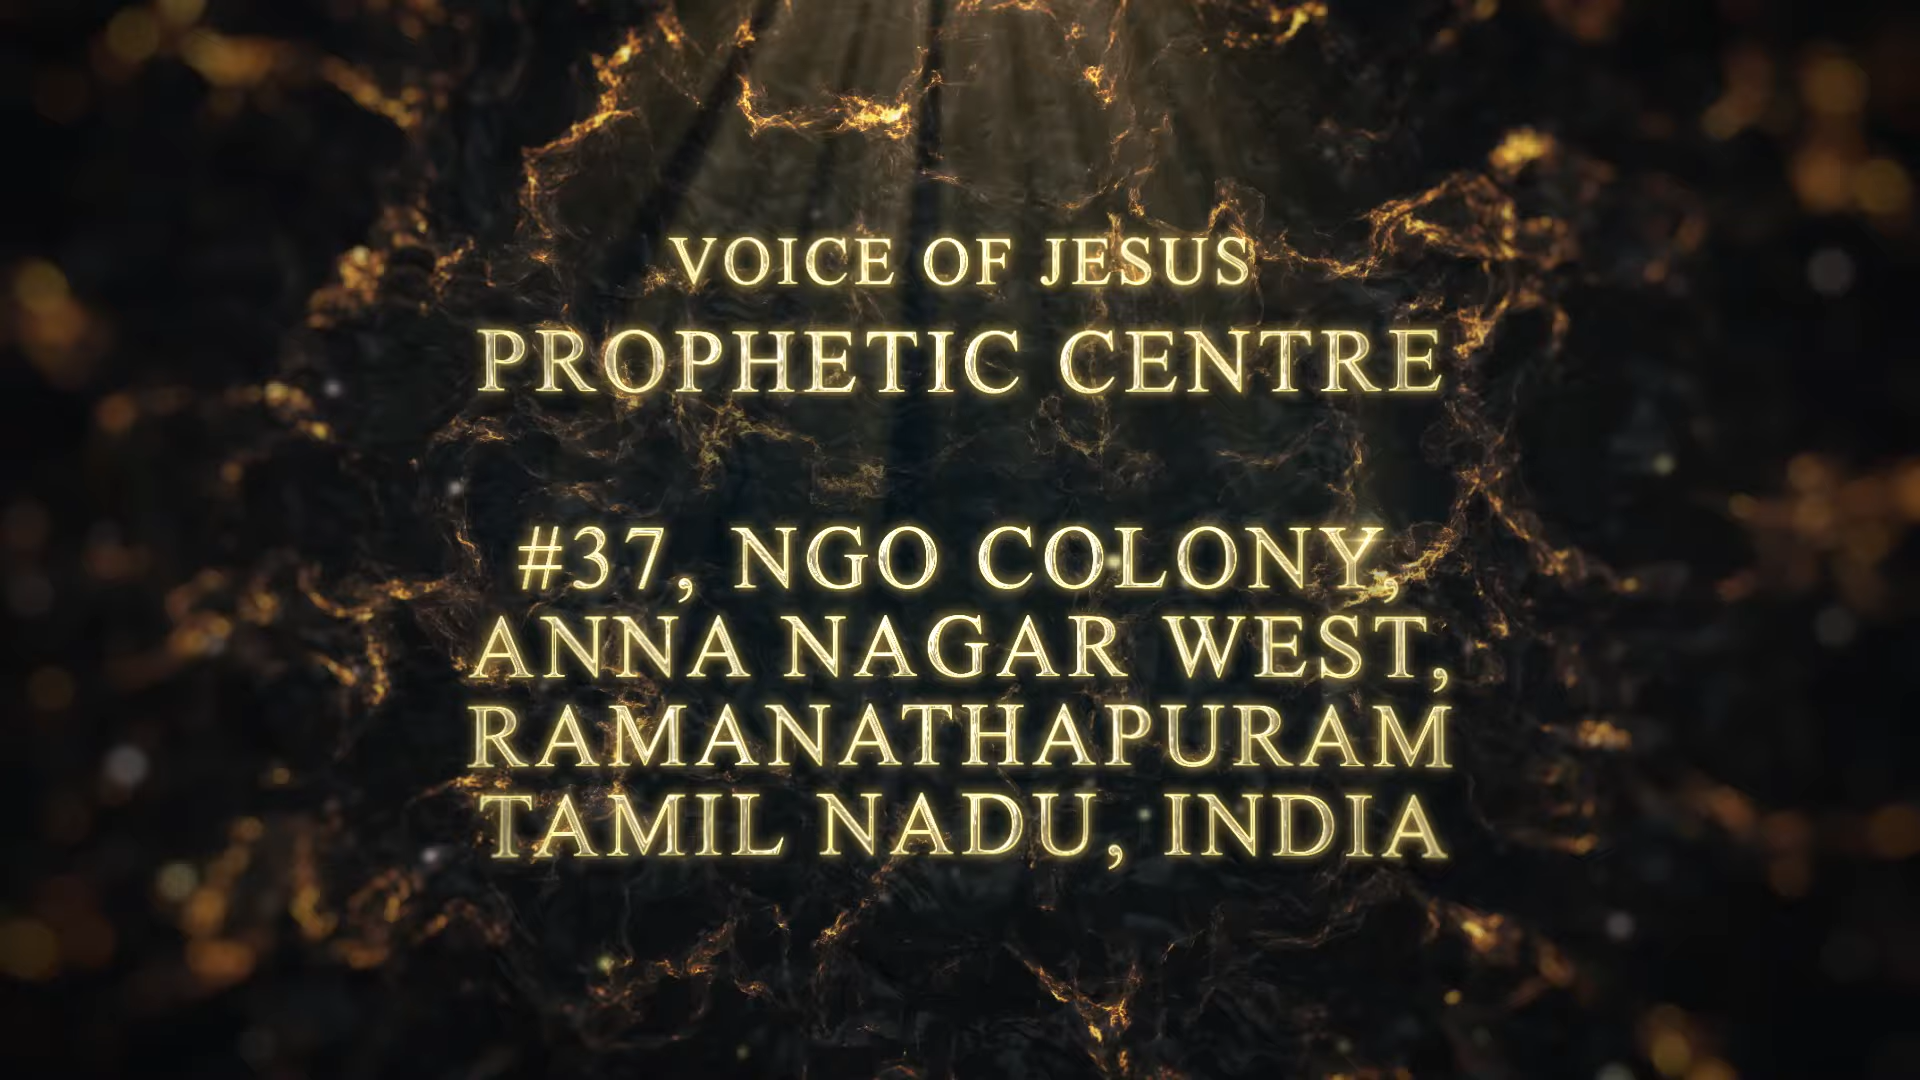 VOICE OF JESUS
PROPHETIC CENTRE
#37, NGO COLONY,
ANNA NAGAR WEST,
RAMANATHAPURAM
TAMIL NADU, INDIA